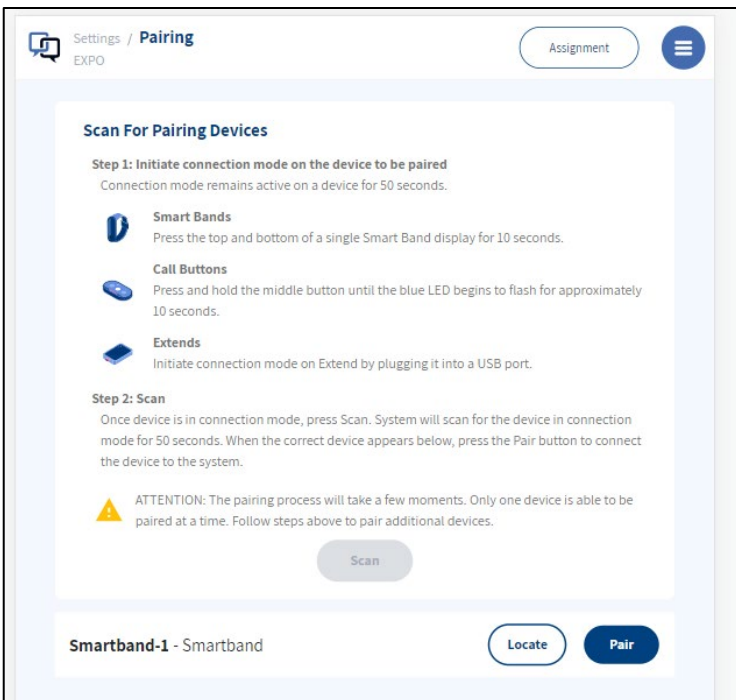 Settings / Pairing
EXPO
Assignment
Scan For Pairing Devices
Step 1: Initiate connection mode on the device to be paired
Connection mode remains active on a device for 50 seconds.
Smart Bands
Press the top and bottom of a single Smart Band display for 10 seconds.
Call Buttons
Press and hold the middle button until the blue LED begins to flash for approximately
10 seconds.
Extends
Initiate connection mode on Extend by plugging it into a USB port.
Step 2: Scan
Once device is in connection mode, press Scan. System will scan for the device in connection
mode for 50 seconds. When the correct device appears below, press the Pair button to connect
the device to the system.
ATTENTION: The pairing process will take a few moments. Only one device is able to be
paired at a time. Follow steps above to pair additional devices.
Scan
Smartband-1 - Smartband
Locate
Pair